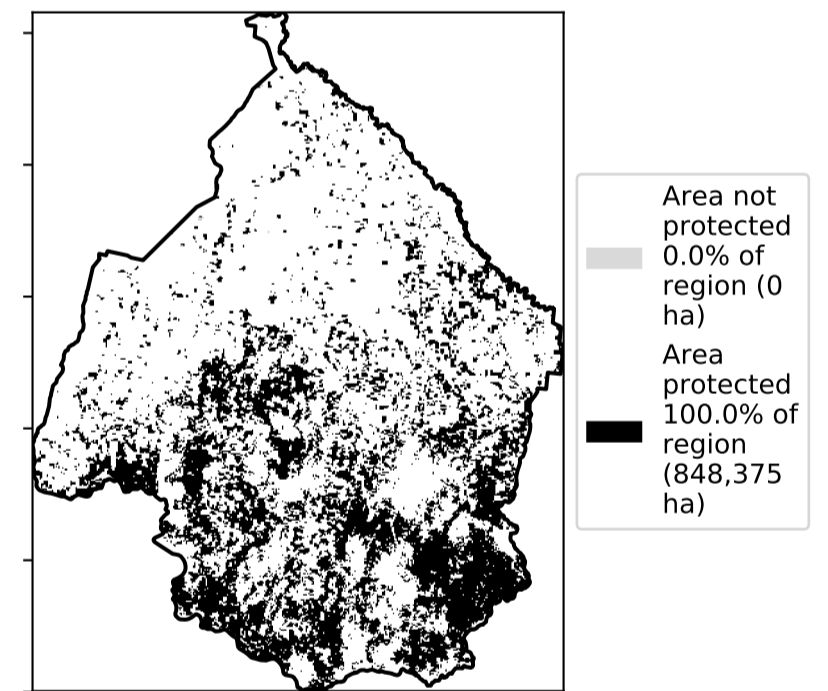 Area not
protected
0.0% of
region (0
ha)
Area
protected
100.0% of
region
(848,375
ha)